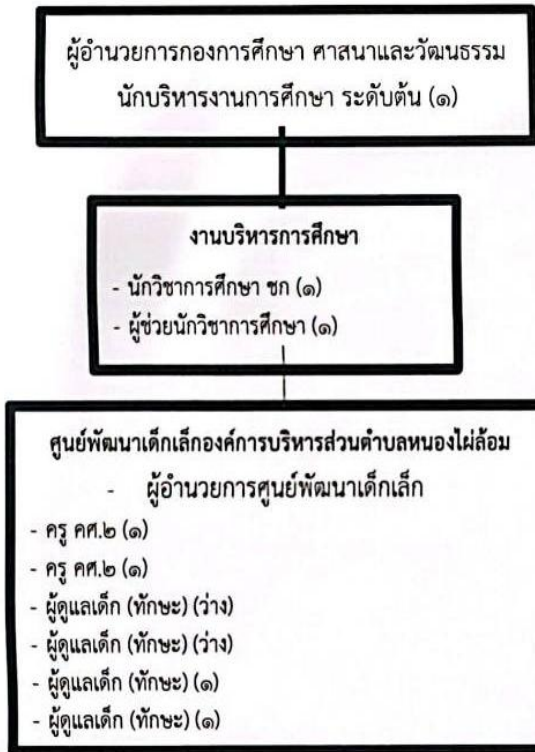 ผู้อำนวยการกองการศึกษา ศาสนาและวัฒนธรรม
นักบริหารงานการศึกษา ระดับต้น (๑)
งานบริหารการศึกษา
- นักวิชาการศึกษา ชก (๑)
- ผู้ช่วยนักวิชาการศึกษา (๑)
ศูนย์พัฒนาเด็กเล็กองค์การบริหารส่วนตำบลหนองไผ่ล้อม
- ผู้อำนวยการศูนย์พัฒนาเด็กเล็ก
- ครู คศ.๒ (๑)
- ครู คศ.๒ (๑)
- ผู้ดูแลเด็ก (ทักษะ) (ว่าง)
- ผู้ดูแลเด็ก (ทักษะ) (ว่าง)
- ผู้ดูแลเด็ก (ทักษะ) (๑)
- ผู้ดูแลเด็ก (ทักษะ) (๑)